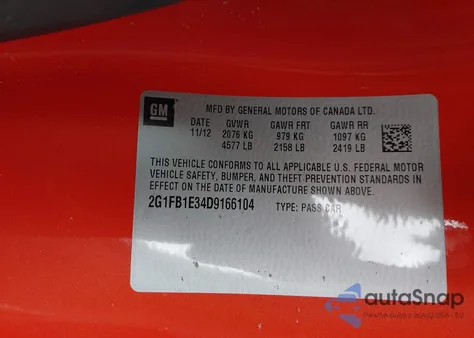 GM
MFD BY GENERAL MOTORS OF CANADA LTD.
DATE GVWR GAWR FRT GAWR RR
11/12 2076 KG 979 KG 1097 KG
4577 LB 2158 LB 2419 LB
THIS VEHICLE CONFORMS TO ALL APPLICABLE U.S. FEDERAL MOTOR
VEHICLE SAFETY, BUMPER, AND THEFT PREVENTION STANDARDS IN
EFFECT ON THE DATE OF MANUFACTURE SHOWN ABOVE.
2G1FB1E34D9166104 TYPE: PASS CAR
autaSnap